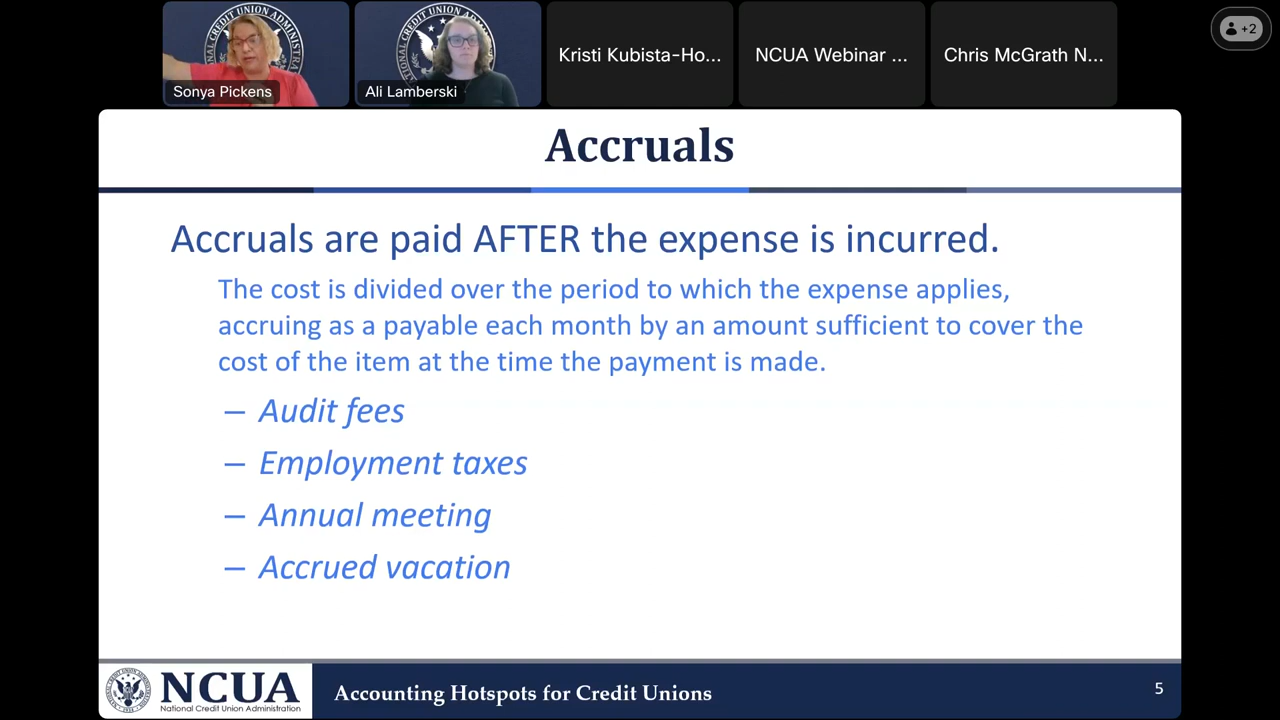 +2
Sonya Pickens
Ali Lamberski
Kristi Kubista-Ho...
NCUA Webinar ...
Chris McGrath N...
Accruals
Accruals are paid AFTER the expense is incurred.
The cost is divided over the period to which the expense applies,
accruing as a payable each month by an amount sufficient to cover the
cost of the item at the time the payment is made.
– Audit fees
– Employment taxes
– Annual meeting
– Accrued vacation
NCUA
National Credit Union Administration
Accounting Hotspots for Credit Unions
5